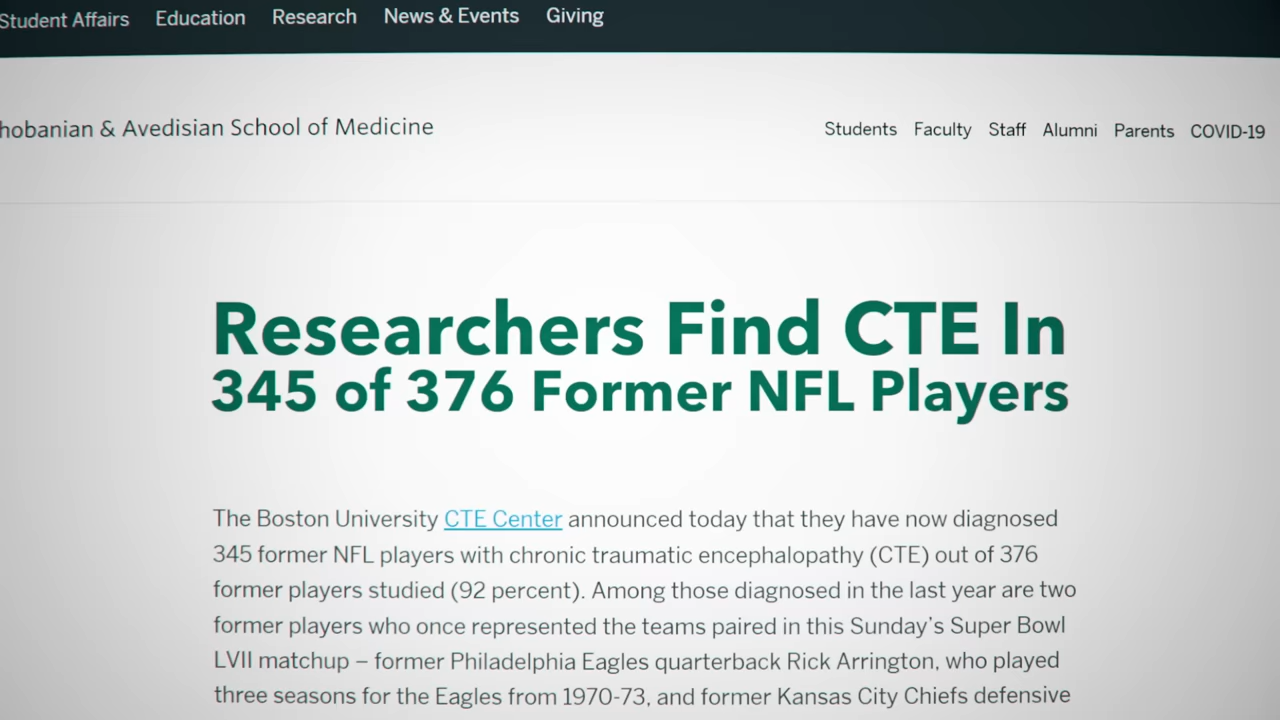 Student Affairs Education Research News & Events Giving
hobanian & Avedisian School of Medicine Students Faculty Staff Alumni Parents COVID-19
Researchers Find CTE In
345 of 376 Former NFL Players
The Boston University CTE Center announced today that they have now diagnosed
345 former NFL players with chronic traumatic encephalopathy (CTE) out of 376
former players studied (92 percent). Among those diagnosed in the last year are two
former players who once represented the teams paired in this Sunday’s Super Bowl
LVII matchup – former Philadelphia Eagles quarterback Rick Arrington, who played
three seasons for the Eagles from 1970-73, and former Kansas City Chiefs defensive